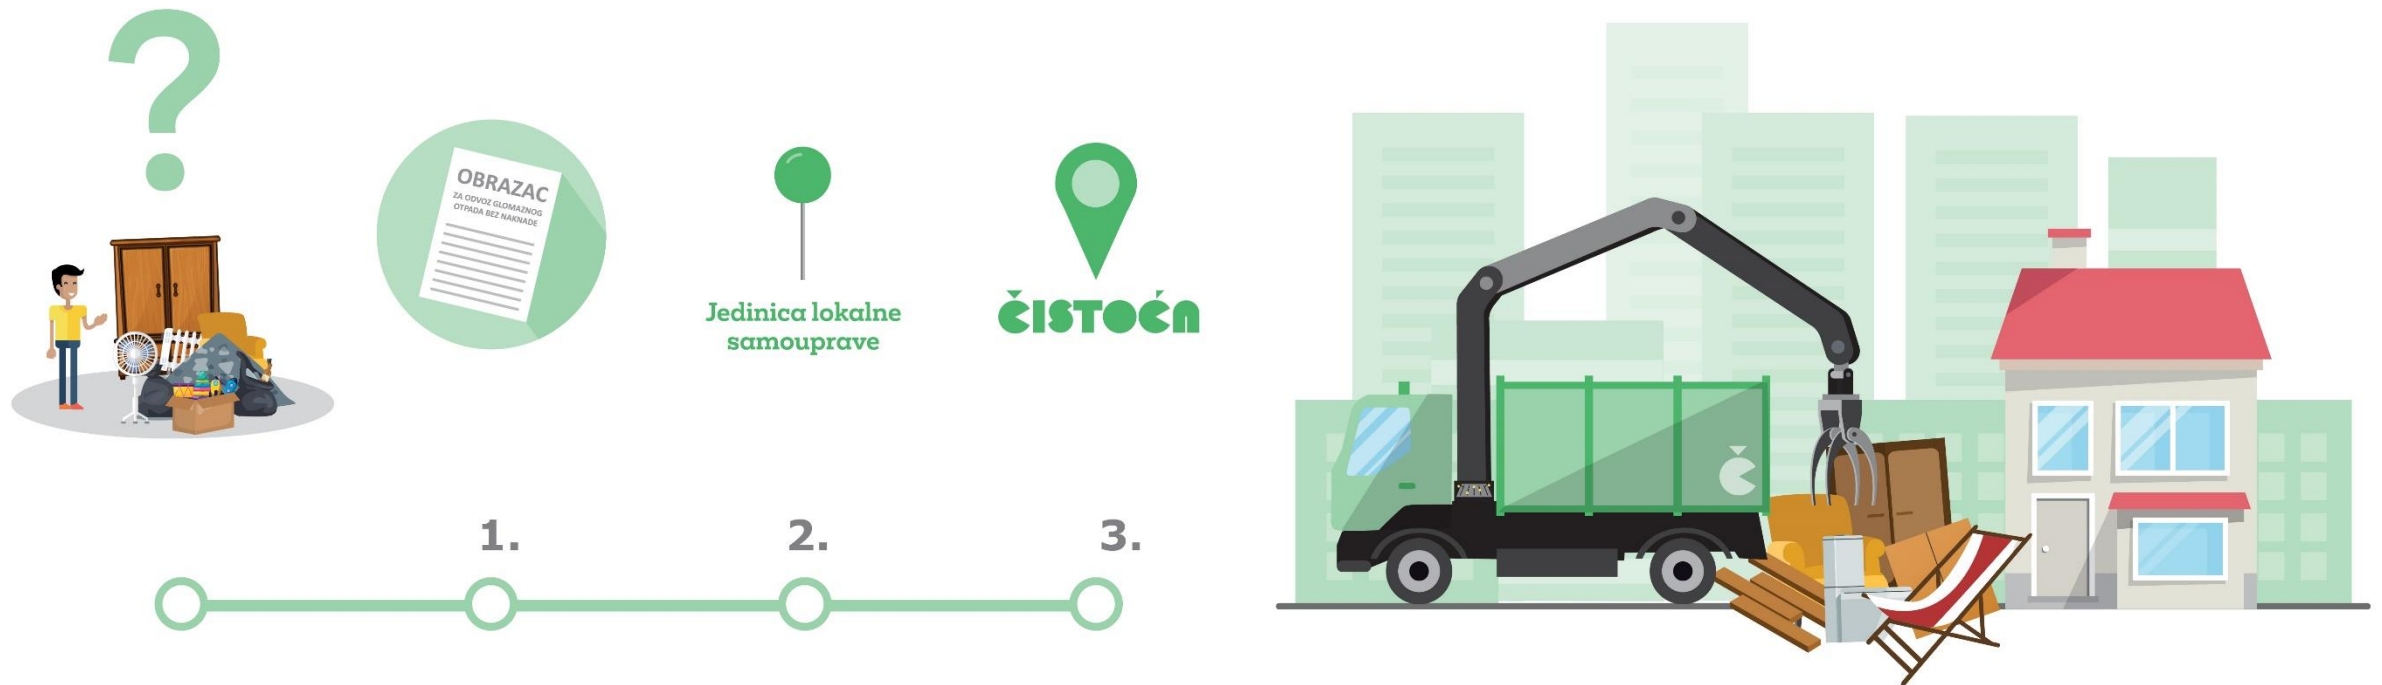 ?
OBRAZAC
ZA ODVOZ GLOMAZNOG
OTPADA BEZ NAKNADE
Jedinica lokalne
samouprave
ČISTOĆA
Č
1.
2.
3.